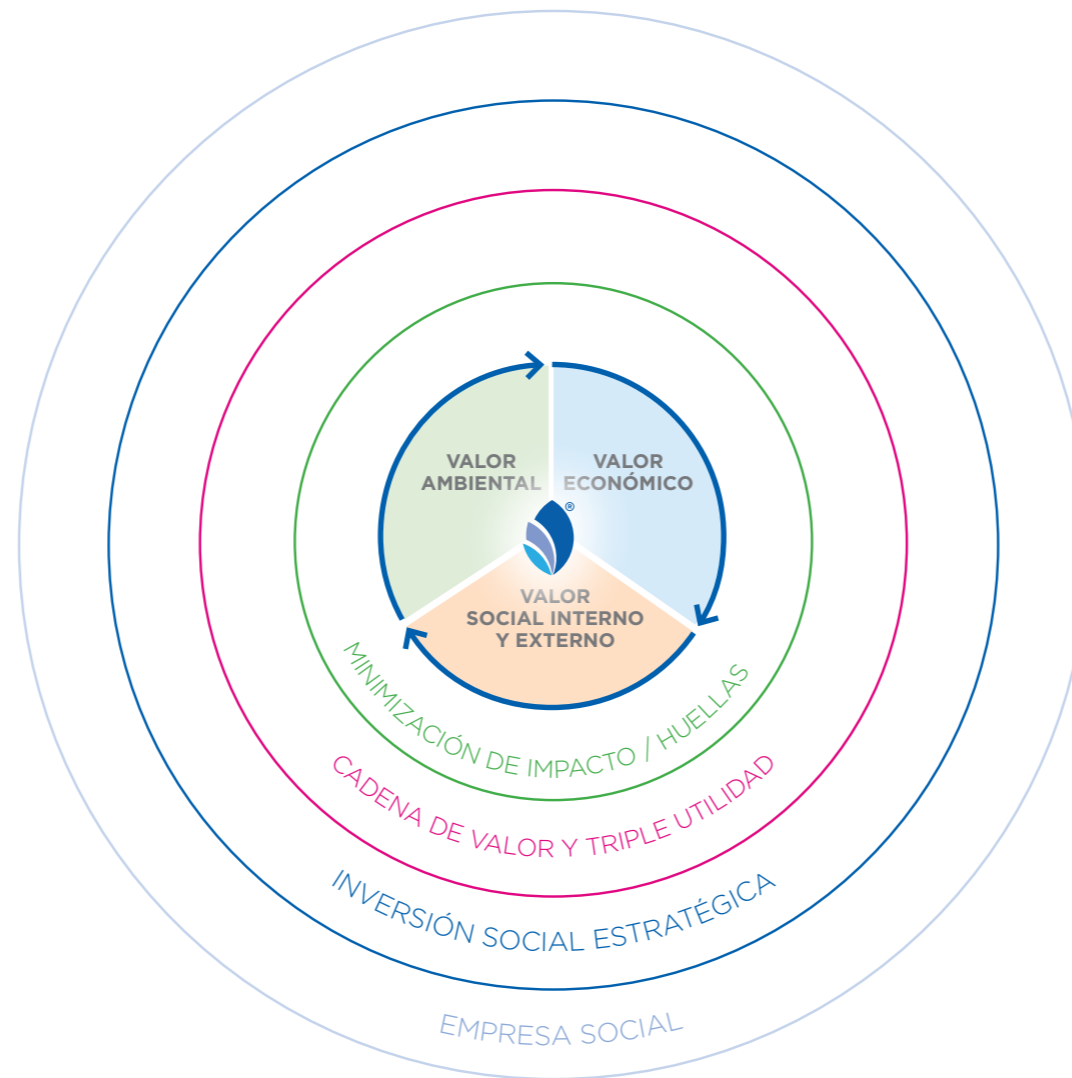 VALOR
AMBIENTAL
VALOR
ECONÓMICO
®
VALOR
SOCIAL INTERNO
Y EXTERNO
MINIMIZACIÓN DE IMPACTO / HUELLAS
CADENA DE VALOR Y TRIPLE UTILIDAD
INVERSIÓN SOCIAL ESTRATÉGICA
EMPRESA SOCIAL